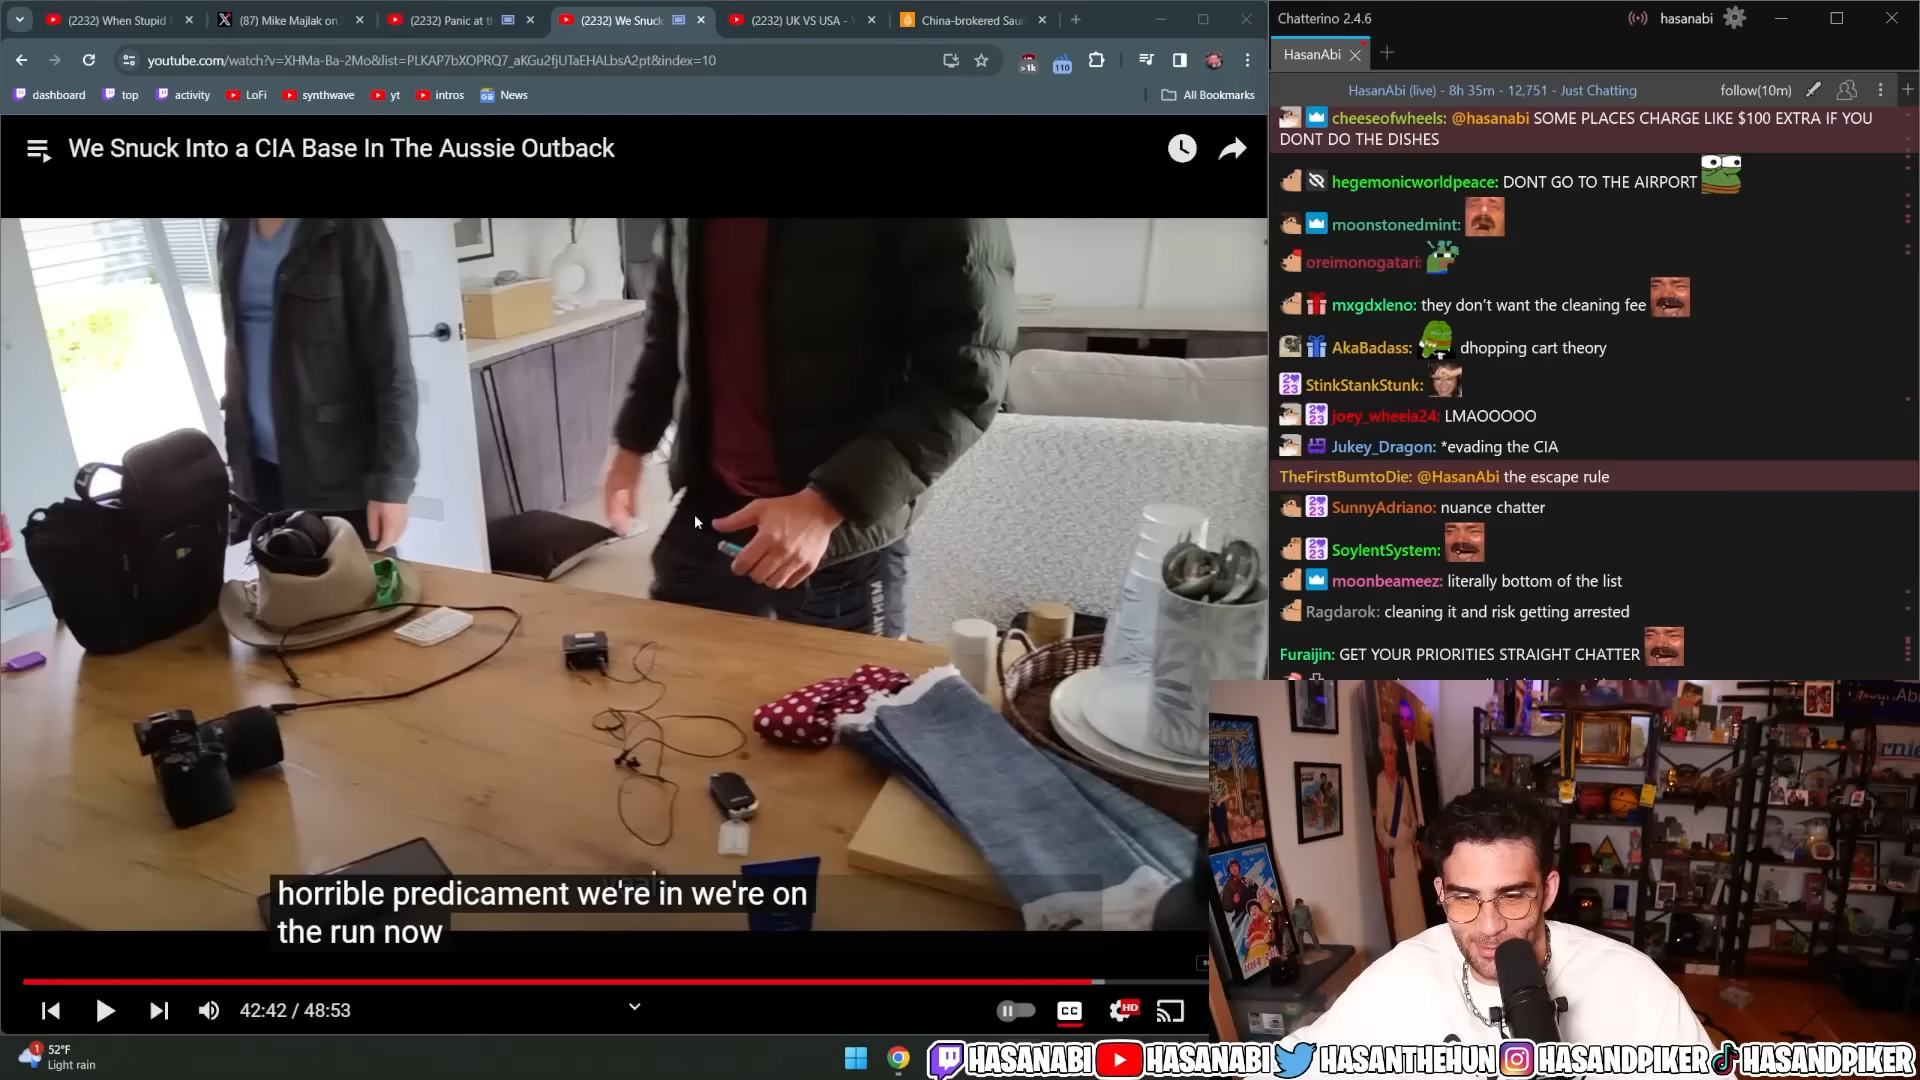 (2232) When Stupid
(87) Mike Majlak on
(2232) Panic at t
(2232) We Snuck
(2232) UK VS USA -
China-brokered Sau
youtube.com/watch?v=XHMa-Ba-2Mo&list=PLKAP7bXOPRQ7_aKGu2fjUTaEHALbsA2pt&index=10
>1k
110
dashboard
top
activity
LoFi
synthwave
yt
intros
News
All Bookmarks
We Snuck Into a CIA Base In The Aussie Outback
horrible predicament we're in we're on
the run now
42:42 / 48:53
CC
HD
1
52°F
Light rain
Chatterino 2.4.6
hasanabi
HasanAbi
HasanAbi (live) - 8h 35m - 12,751 - Just Chatting
follow(10m)
cheeseofwheels: @hasanabi SOME PLACES CHARGE LIKE $100 EXTRA IF YOU
DONT DO THE DISHES
hegemonicworldpeace: DONT GO TO THE AIRPORT
moonstonedmint:
oreimonogatari:
mxgdxleno: they don't want the cleaning fee
AkaBadass: dhopping cart theory
StinkStankStunk:
joey_wheela24: LMAOOOOO
Jukey_Dragon: *evading the CIA
TheFirstBumtoDie: @HasanAbi the escape rule
SunnyAdriano: nuance chatter
SoylentSystem:
moonbeameez: literally bottom of the list
Ragdarok: cleaning it and risk getting arrested
Furaijin: GET YOUR PRIORITIES STRAIGHT CHATTER
HASANABI
HASANABI
HASANTHEHUN
HASANDPIKER
HASANDPIKER